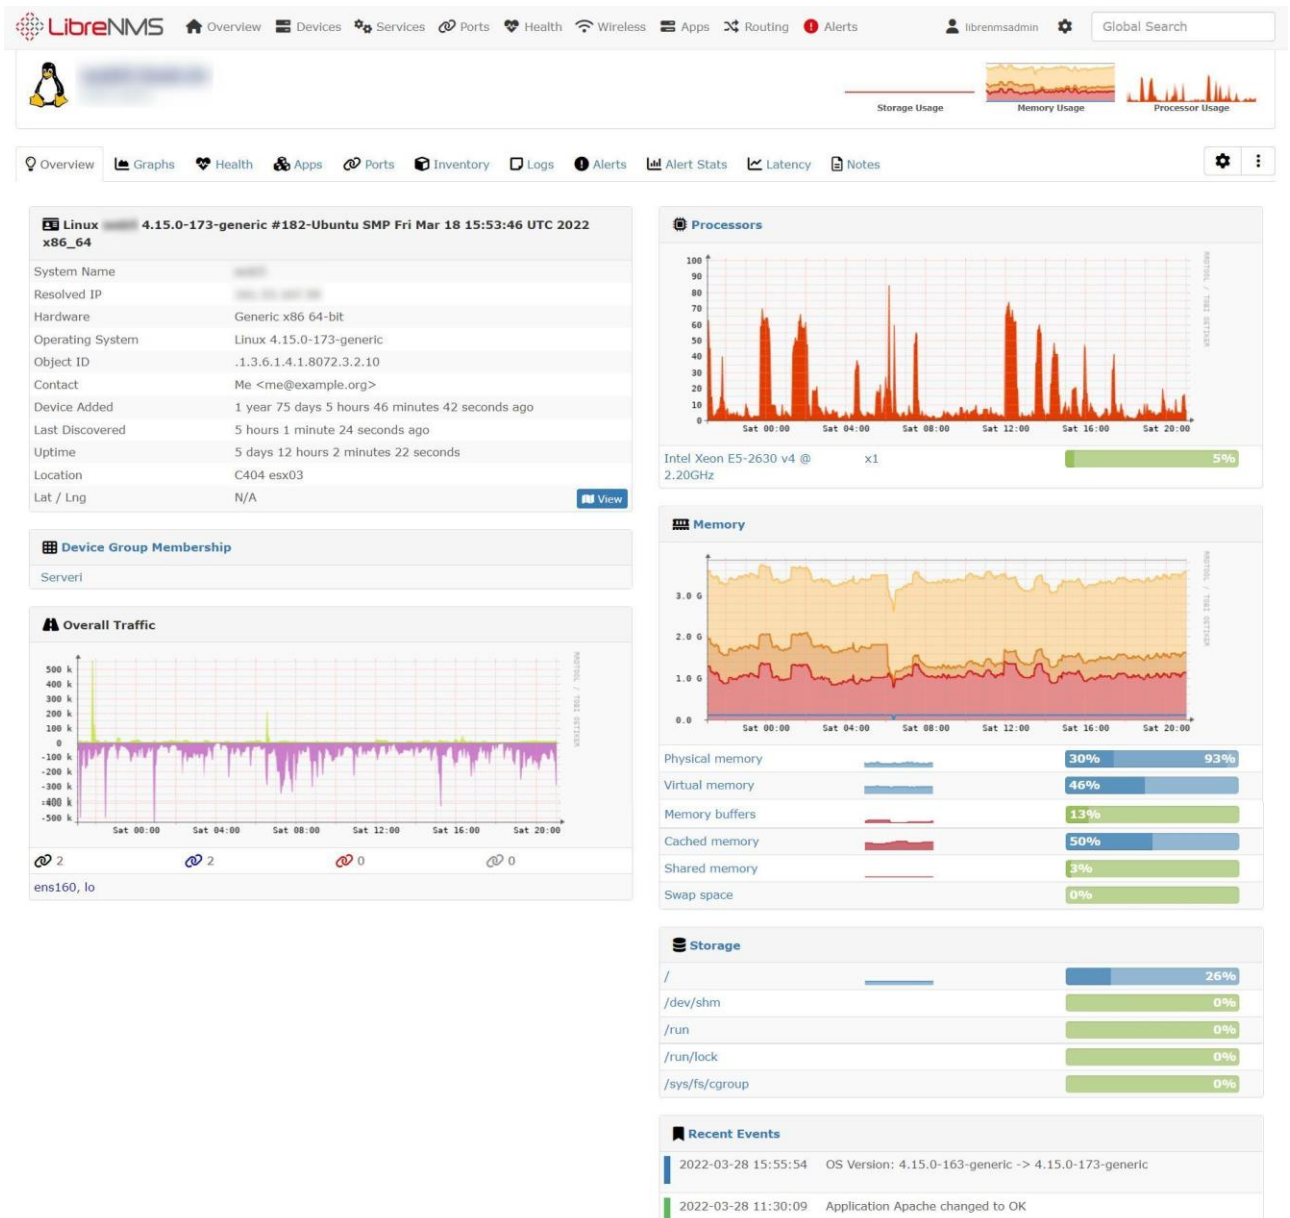 LibreNMS Overview Devices Services Ports Health Wireless Apps Routing Alerts librenmsadmin Global Search
Storage Usage Memory Usage Processor Usage
Overview Graphs Health Apps Ports Inventory Logs Alerts Alert Stats Latency Notes
Linux 4.15.0-173-generic #182-Ubuntu SMP Fri Mar 18 15:53:46 UTC 2022
x86_64
System Name
Resolved IP
Hardware Generic x86 64-bit
Operating System Linux 4.15.0-173-generic
Object ID .1.3.6.1.4.1.8072.3.2.10
Contact Me <me@example.org>
Device Added 1 year 75 days 5 hours 46 minutes 42 seconds ago
Last Discovered 5 hours 1 minute 24 seconds ago
Uptime 5 days 12 hours 2 minutes 22 seconds
Location C404 esx03
Lat / Lng N/A View
Device Group Membership
Serveri
Overall Traffic
500 k
400 k
300 k
200 k
100 k
0
-100 k
-200 k
-300 k
-400 k
-500 k
Sat 00:00 Sat 04:00 Sat 08:00 Sat 12:00 Sat 16:00 Sat 20:00
RRDTOOL / TOBI OETIKER
2 2 0 0
ens160, lo
Processors
100
90
80
70
60
50
40
30
20
10
0
Sat 00:00 Sat 04:00 Sat 08:00 Sat 12:00 Sat 16:00 Sat 20:00
RRDTOOL / TOBI OETIKER
Intel Xeon E5-2630 v4 @ x1 5%
2.20GHz
Memory
3.0 G
2.0 G
1.0 G
0.0
Sat 00:00 Sat 04:00 Sat 08:00 Sat 12:00 Sat 16:00 Sat 20:00
RRDTOOL / TOBI OETIKER
Physical memory 30% 93%
Virtual memory 46%
Memory buffers 13%
Cached memory 50%
Shared memory 3%
Swap space 0%
Storage
/ 26%
/dev/shm 0%
/run 0%
/run/lock 0%
/sys/fs/cgroup 0%
Recent Events
2022-03-28 15:55:54 OS Version: 4.15.0-163-generic -> 4.15.0-173-generic
2022-03-28 11:30:09 Application Apache changed to OK